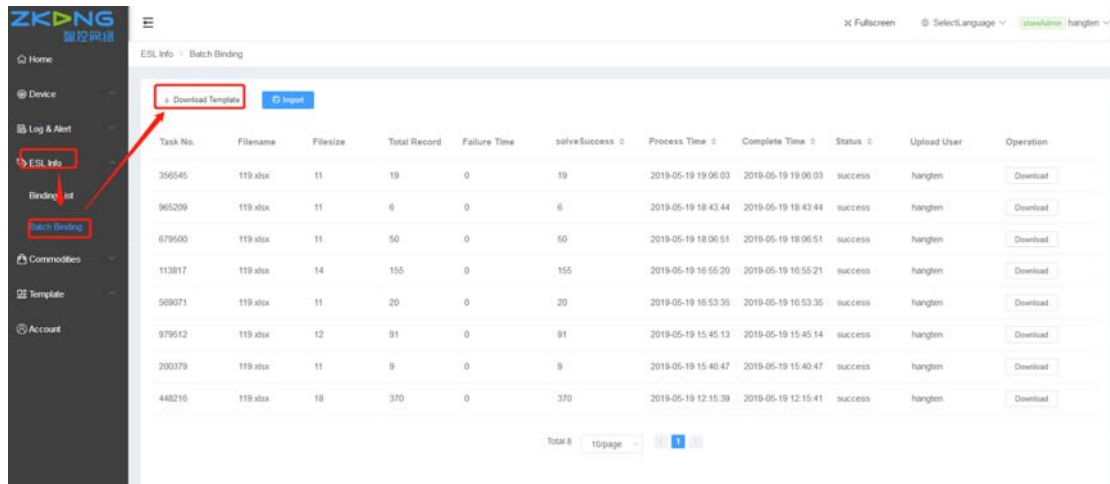 ZKDNG
智控网络
Fullscreen
SelectLanguage
storeAdmin hangten
ESL Info > Batch Binding
Home
Device
Log & Alert
ESL Info
Binding List
Batch Binding
Commodities
Template
Account
Download Template
Import
Task No. Filename Filesize Total Record Failure Time solveSuccess Process Time Complete Time Status Upload User Operation
356545 119.xlsx 11 19 0 19 2019-05-19 19:06:03 2019-05-19 19:06:03 success hangten Download
965209 119.xlsx 11 6 0 6 2019-05-19 18:43:44 2019-05-19 18:43:44 success hangten Download
679500 119.xlsx 11 50 0 50 2019-05-19 18:06:51 2019-05-19 18:06:51 success hangten Download
113817 119.xlsx 14 155 0 155 2019-05-19 16:55:20 2019-05-19 16:55:21 success hangten Download
569071 119.xlsx 11 20 0 20 2019-05-19 16:53:35 2019-05-19 16:53:35 success hangten Download
979512 119.xlsx 12 91 0 91 2019-05-19 15:45:13 2019-05-19 15:45:14 success hangten Download
200379 119.xlsx 11 9 0 9 2019-05-19 15:40:47 2019-05-19 15:40:47 success hangten Download
448216 119.xlsx 18 370 0 370 2019-05-19 12:15:39 2019-05-19 12:15:41 success hangten Download
Total 8 10/page 1